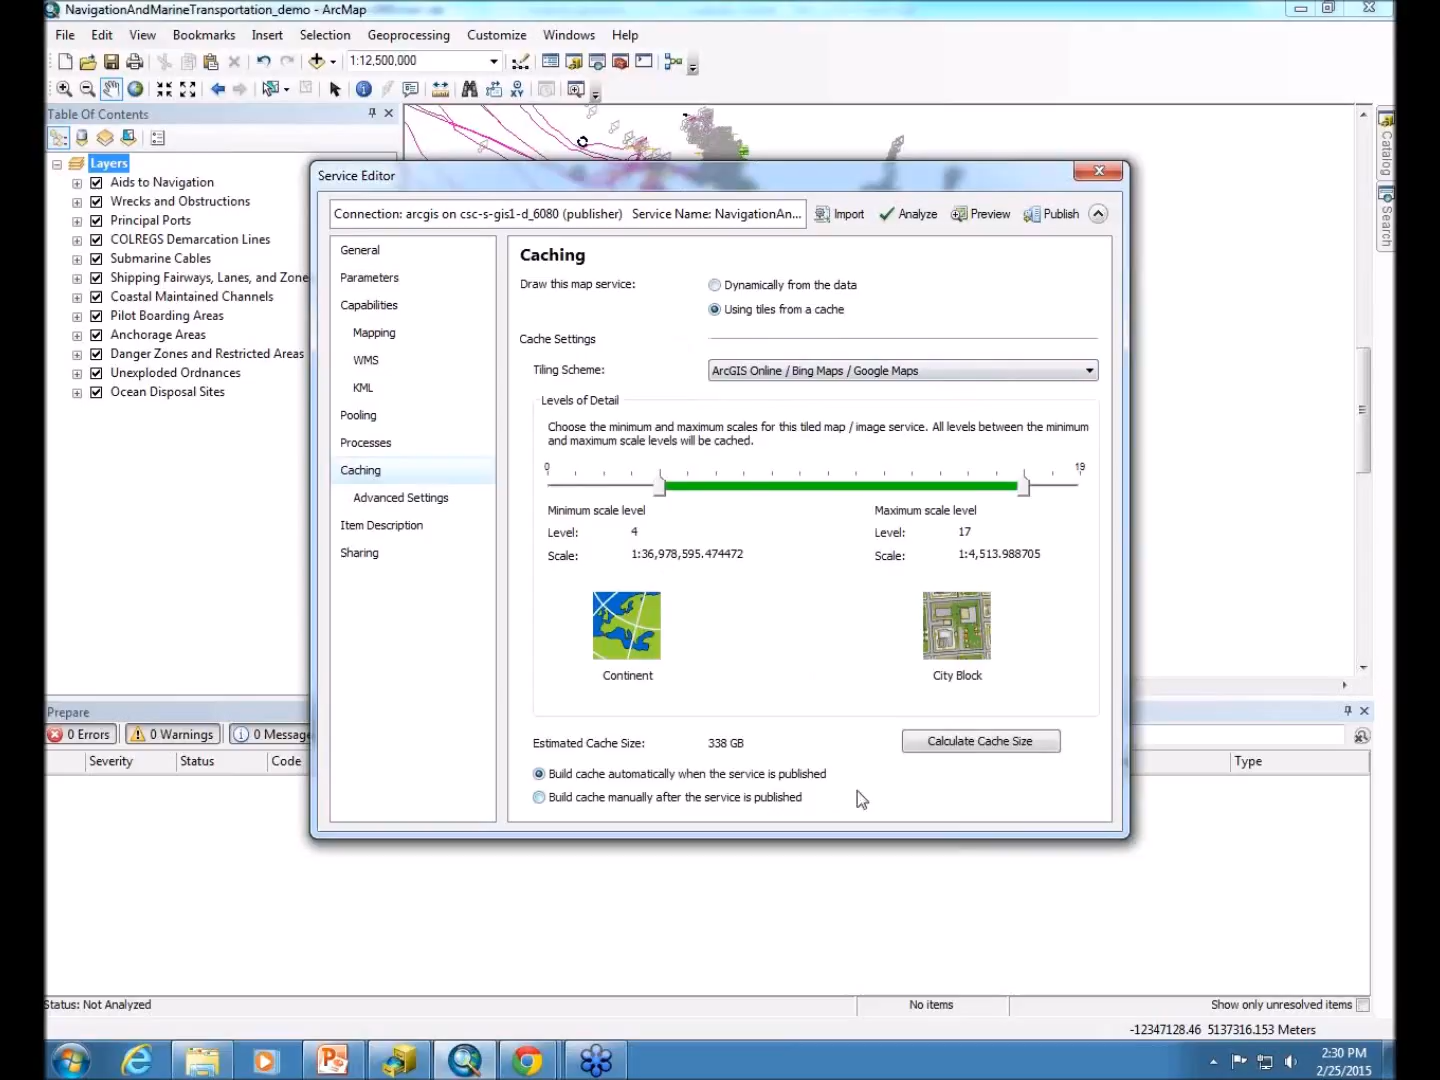 NavigationAndMarineTransportation_demo - ArcMap
File Edit View Bookmarks Insert Selection Geoprocessing Customize Windows Help
1:12,500,000
Table Of Contents
Layers
Aids to Navigation
Wrecks and Obstructions
Principal Ports
COLREGS Demarcation Lines
Submarine Cables
Shipping Fairways, Lanes, and Zone
Coastal Maintained Channels
Pilot Boarding Areas
Anchorage Areas
Danger Zones and Restricted Areas
Unexploded Ordnances
Ocean Disposal Sites
Catalog
Search
Service Editor
Connection: arcgis on csc-s-gis1-d_6080 (publisher) Service Name: NavigationAn...
Import Analyze Preview Publish
General
Parameters
Capabilities
Mapping
WMS
KML
Pooling
Processes
Caching
Advanced Settings
Item Description
Sharing
Caching
Draw this map service:
Dynamically from the data
Using tiles from a cache
Cache Settings
Tiling Scheme:
ArcGIS Online / Bing Maps / Google Maps
Levels of Detail
Choose the minimum and maximum scales for this tiled map / image service. All levels between the minimum
and maximum scale levels will be cached.
0 19
Minimum scale level Maximum scale level
Level: 4 Level: 17
Scale: 1:36,978,595.474472 Scale: 1:4,513.988705
Continent City Block
Estimated Cache Size: 338 GB Calculate Cache Size
Build cache automatically when the service is published
Build cache manually after the service is published
Prepare
0 Errors 0 Warnings 0 Message
Severity Status Code Type
Status: Not Analyzed No items Show only unresolved items
-12347128.46 5137316.153 Meters
2:30 PM
2/25/2015